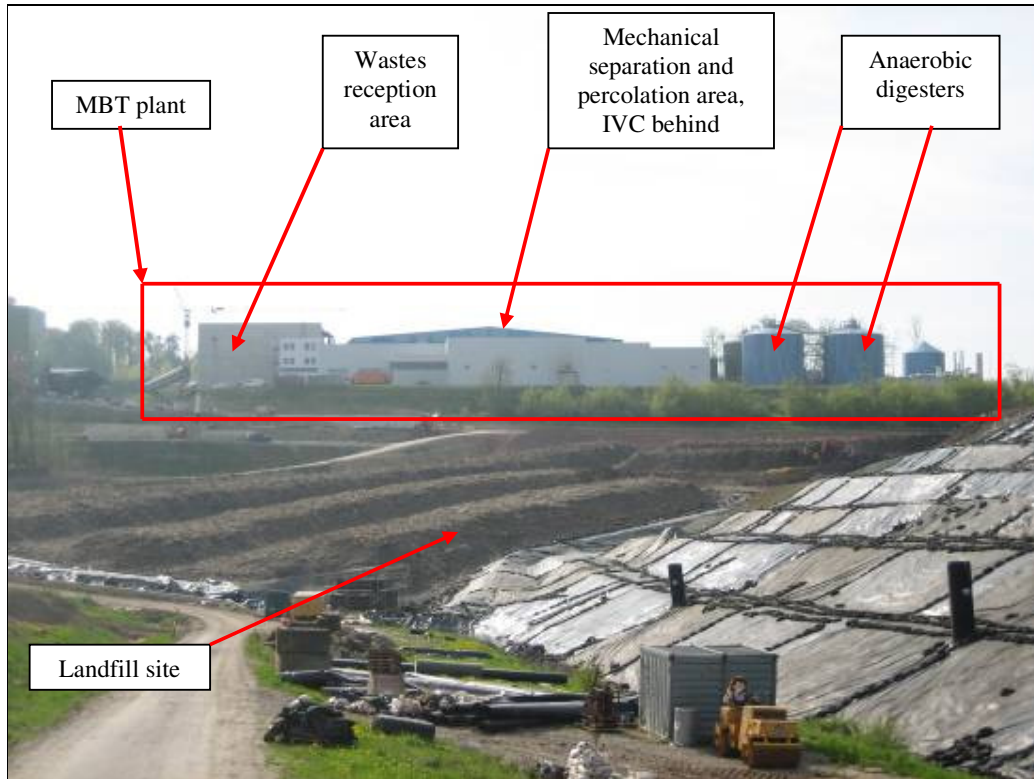 MBT plant
Wastes
reception
area
Mechanical
separation and
percolation area,
IVC behind
Anaerobic
digesters
Landfill site